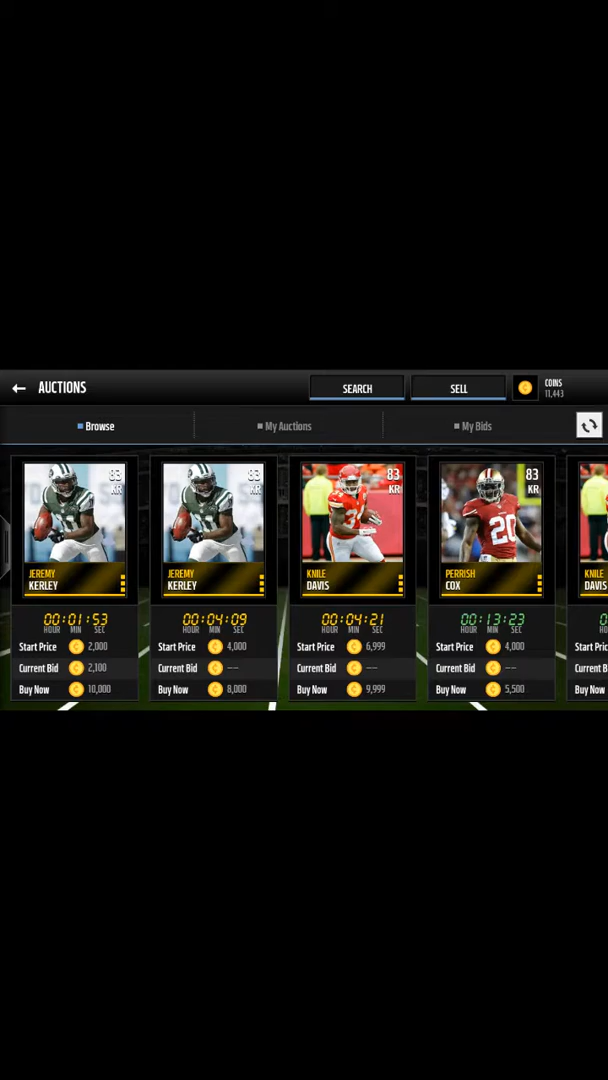 ← AUCTIONS
SEARCH
SELL
COINS
11,443
Browse
My Auctions
My Bids
83
KR
JEREMY
KERLEY
00:01:53
HOUR MIN SEC
Start Price 2,000
Current Bid 2,100
Buy Now 10,000
83
KR
JEREMY
KERLEY
00:04:09
HOUR MIN SEC
Start Price 4,000
Current Bid --
Buy Now 8,000
83
KR
KNILE
DAVIS
00:04:21
HOUR MIN SEC
Start Price 6,999
Current Bid --
Buy Now 9,999
83
KR
PERRISH
COX
20
00:13:23
HOUR MIN SEC
Start Price 4,000
Current Bid --
Buy Now 5,500
KNILE
DAVIS
Start Pric
Current B
Buy Now